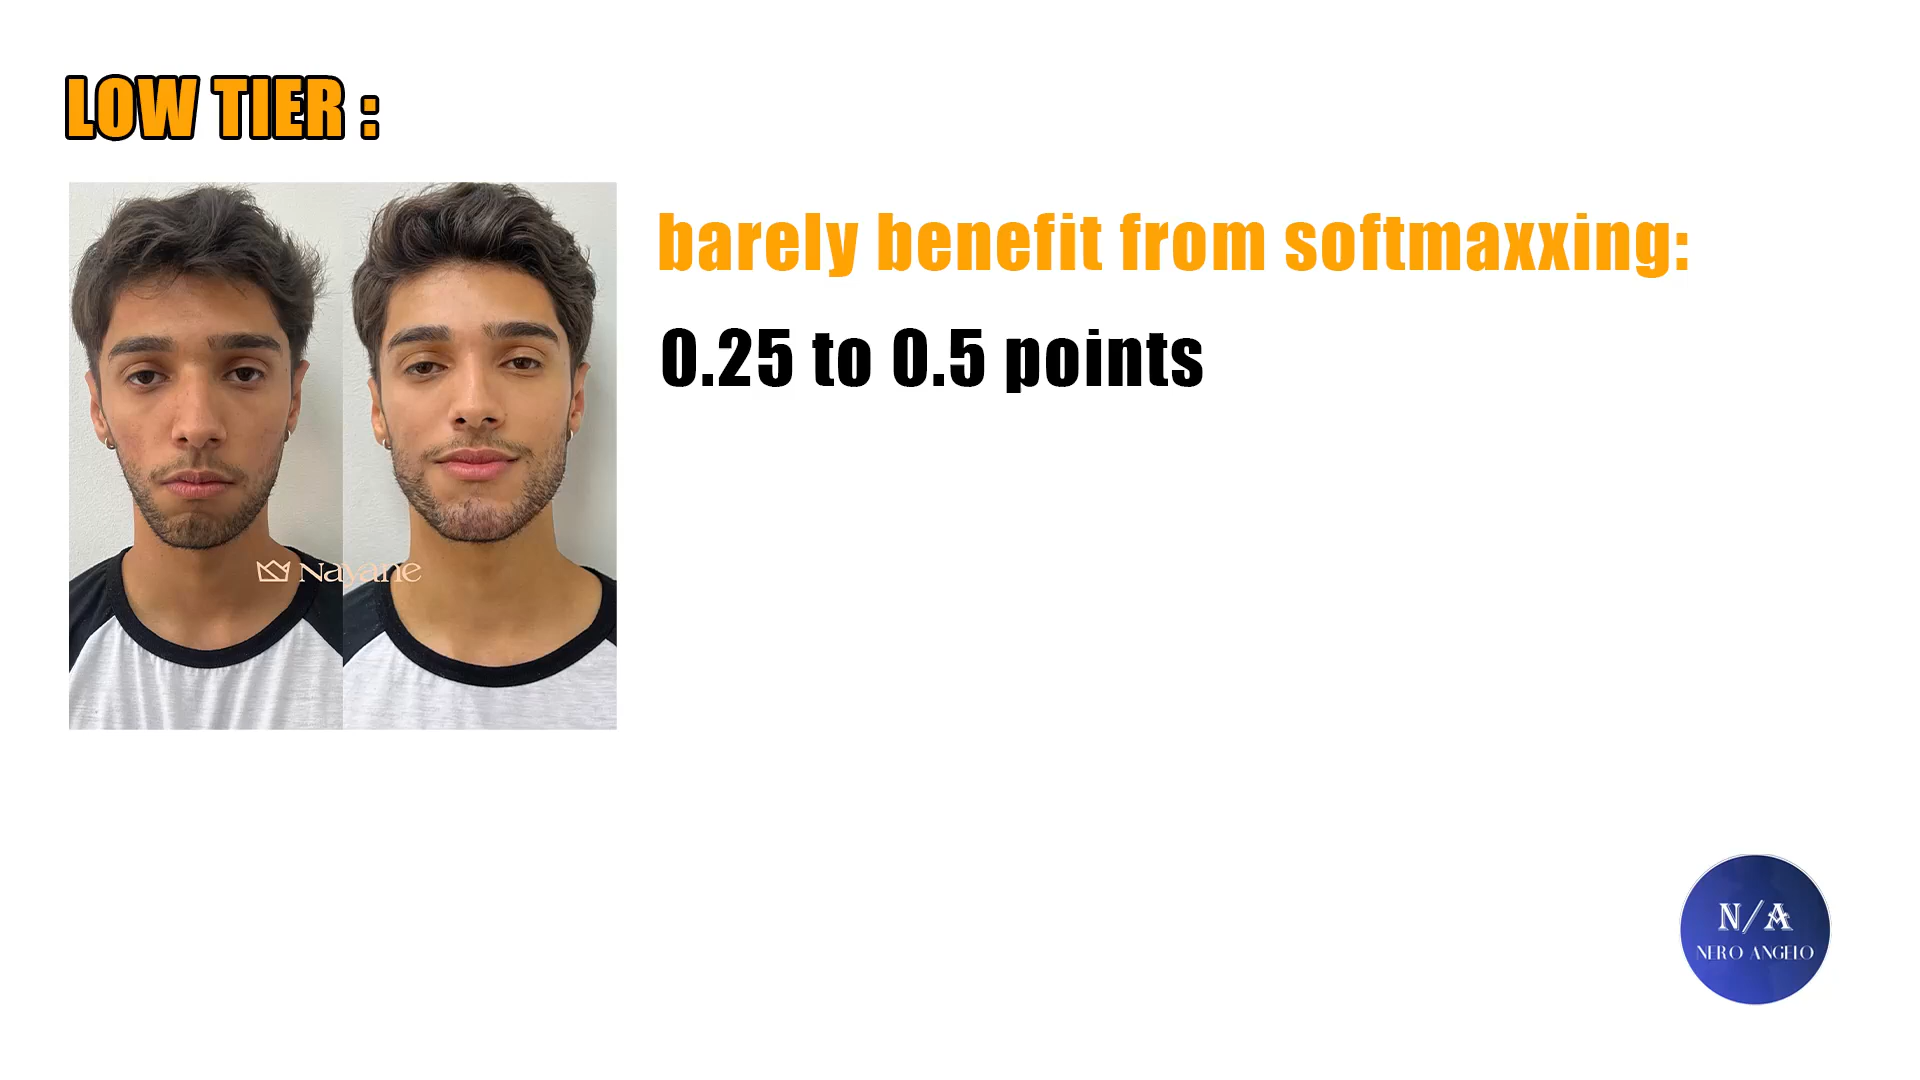 LOW TIER :
barely benefit from softmaxxing:
0.25 to 0.5 points
Nayane
N/A
NERO ANGELO